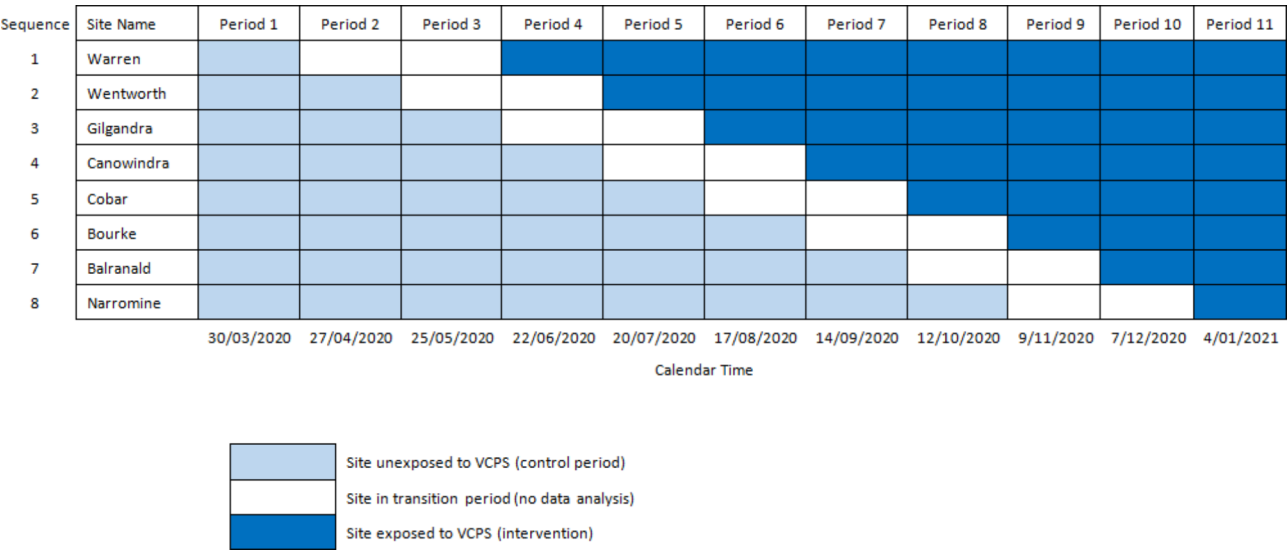 Sequence Site Name Period 1 Period 2 Period 3 Period 4 Period 5 Period 6 Period 7 Period 8 Period 9 Period 10 Period 11
1 Warren
2 Wentworth
3 Gilgandra
4 Canowindra
5 Cobar
6 Bourke
7 Balranald
8 Narromine
30/03/2020 27/04/2020 25/05/2020 22/06/2020 20/07/2020 17/08/2020 14/09/2020 12/10/2020 9/11/2020 7/12/2020 4/01/2021
Calendar Time
Site unexposed to VCPS (control period)
Site in transition period (no data analysis)
Site exposed to VCPS (intervention)